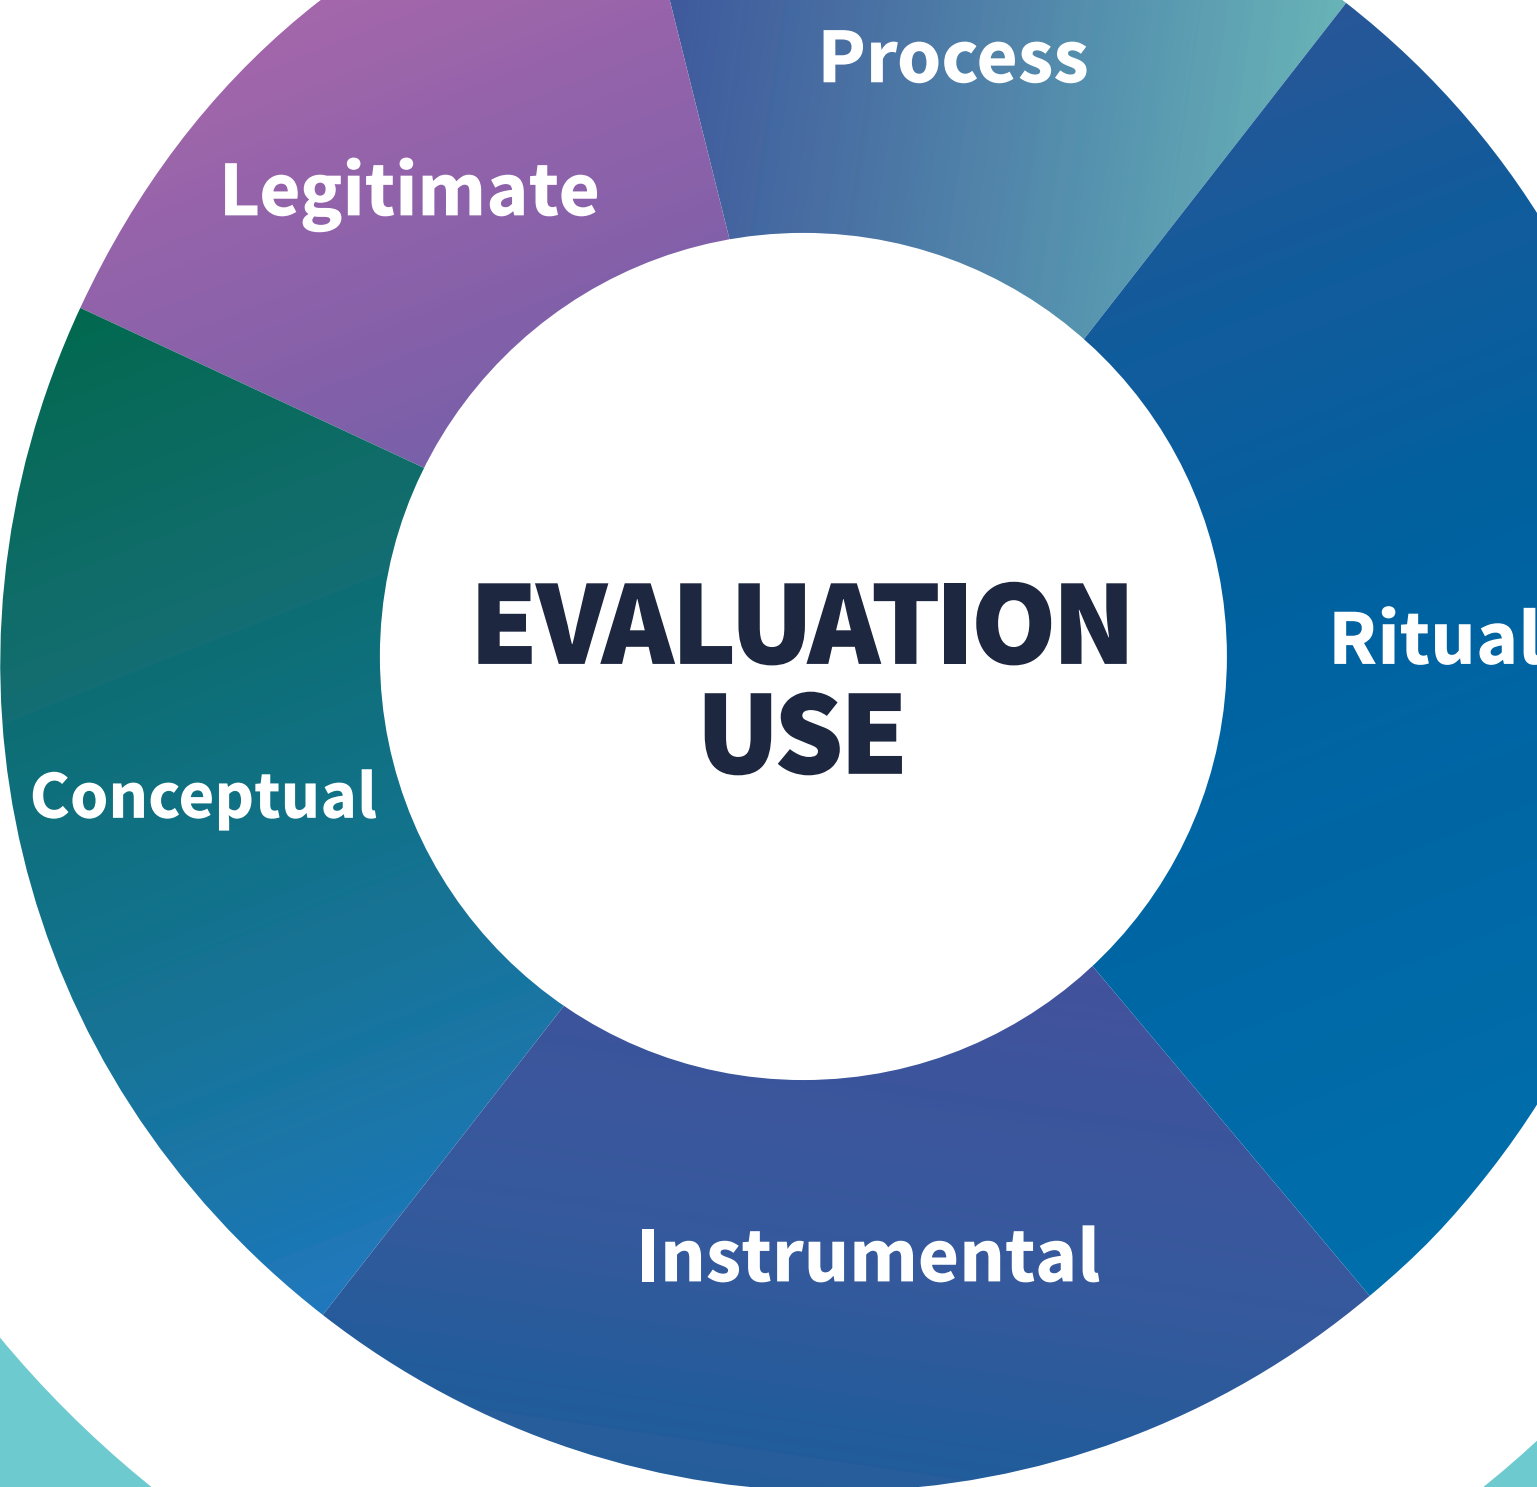 Process
Legitimate
Ritual
EVALUATION
USE
Conceptual
Instrumental